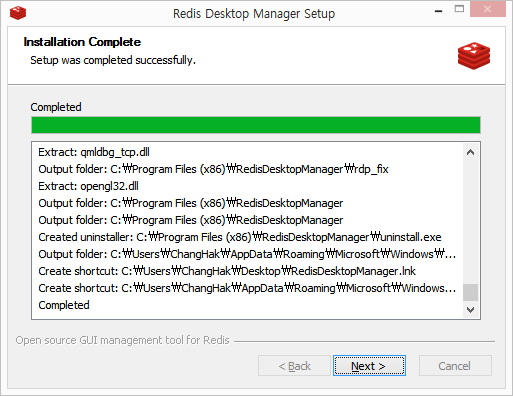 Redis Desktop Manager Setup
Installation Complete
Setup was completed successfully.
Completed
Extract: qmldbg_tcp.dll
Output folder: C:₩Program Files (x86)₩RedisDesktopManager₩rdp_fix
Extract: opengl32.dll
Output folder: C:₩Program Files (x86)₩RedisDesktopManager
Output folder: C:₩Program Files (x86)₩RedisDesktopManager
Created uninstaller: C:₩Program Files (x86)₩RedisDesktopManager₩uninstall.exe
Output folder: C:₩Users₩ChangHak₩AppData₩Roaming₩Microsoft₩Windows₩...
Create shortcut: C:₩Users₩ChangHak₩Desktop₩RedisDesktopManager.lnk
Create shortcut: C:₩Users₩ChangHak₩AppData₩Roaming₩Microsoft₩Windows...
Completed
Open source GUI management tool for Redis
< Back Next > Cancel